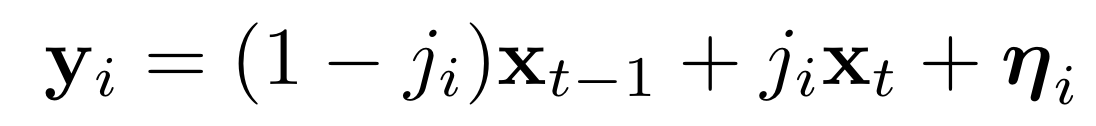 𝐲ᵢ = (1 − jᵢ)𝐱ₜ₋₁ + jᵢ𝐱ₜ + 𝛈ᵢ